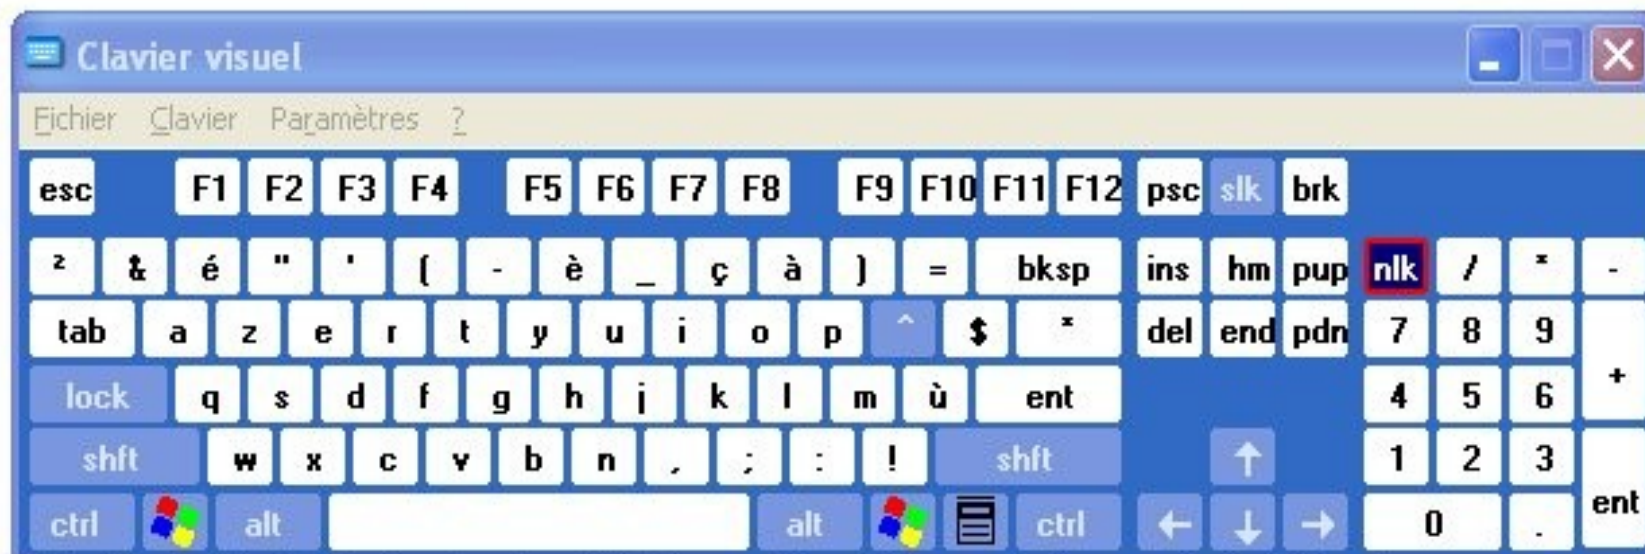 Clavier visuel
Fichier Clavier Paramètres ?
esc F1 F2 F3 F4 F5 F6 F7 F8 F9 F10 F11 F12 psc slk brk
² & é " ' ( - è _ ç à ) = bksp ins hm pup nlk / * -
tab a z e r t y u i o p ^ $ * del end pdn 7 8 9 +
lock q s d f g h j k l m ù ent 4 5 6
shft w x c v b n , ; : ! shft ↑ 1 2 3 ent
ctrl alt alt ctrl ← ↓ → 0 .